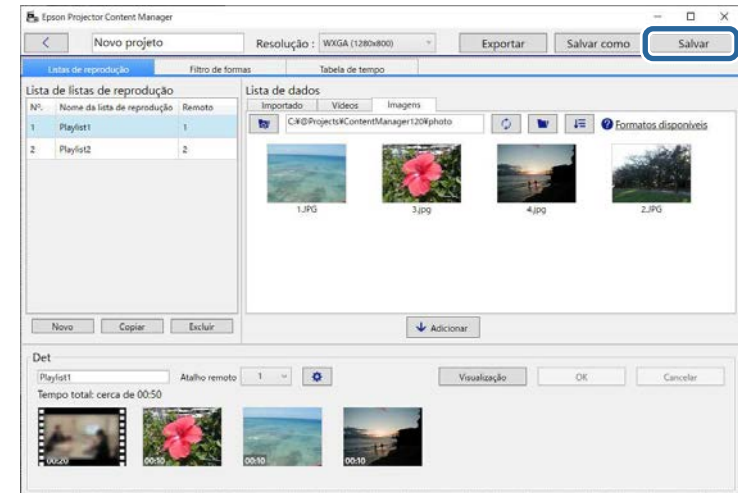 Epson Projector Content Manager
Novo projeto Resolução : WXGA (1280x800) Exportar Salvar como Salvar
Listas de reprodução Filtro de formas Tabela de tempo
Lista de listas de reprodução
Nº. Nome da lista de reprodução Remoto
1 Playlist1 1
2 Playlist2 2
Novo Copiar Excluir
Lista de dados
Importado Vídeos Imagens
C:¥@Projects¥ContentManager120¥photo Formatos disponíveis
1.JPG 3.jpg 4.jpg 2.JPG
Adicionar
Det
Playlist1 Atalho remoto 1 Visualização OK Cancelar
Tempo total: cerca de 00:50
00:20 00:10 00:10 00:10